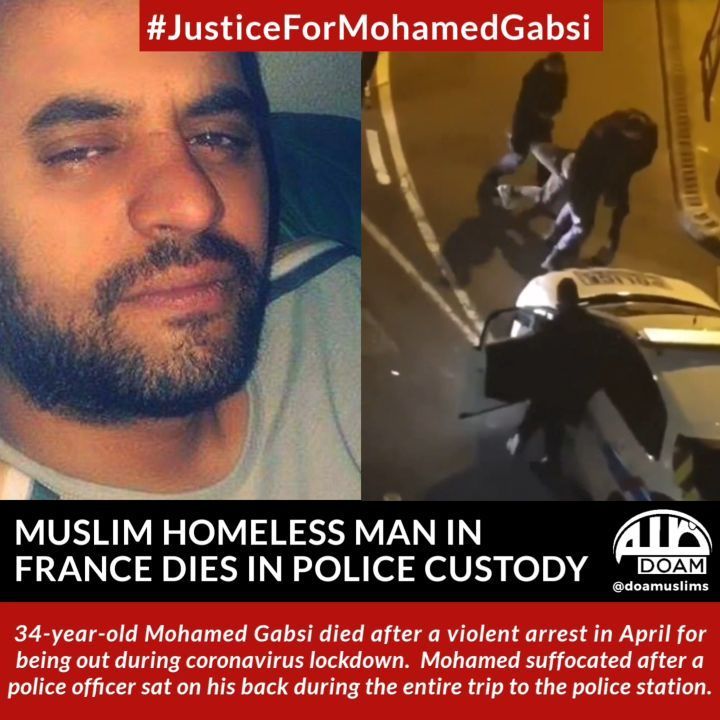 #JusticeForMohamedGabsi
POLICE
MUSLIM HOMELESS MAN IN
FRANCE DIES IN POLICE CUSTODY
DOAM
@doamuslims
34-year-old Mohamed Gabsi died after a violent arrest in April for
being out during coronavirus lockdown. Mohamed suffocated after a
police officer sat on his back during the entire trip to the police station.